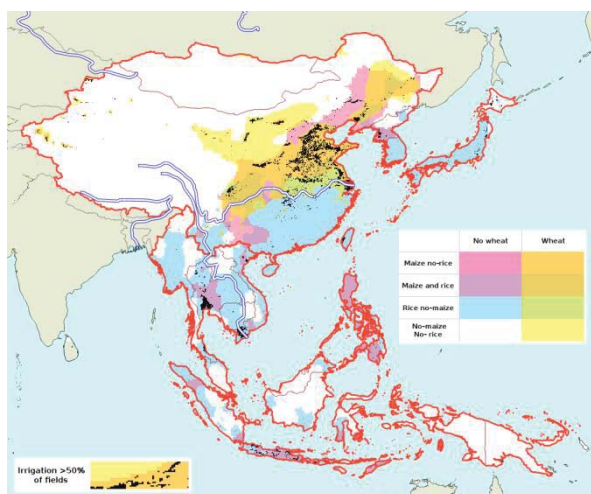 No wheat Wheat
Maize no-rice
Maize and rice
Rice no-maize
No-maize
No- rice
Irrigation >50%
of fields